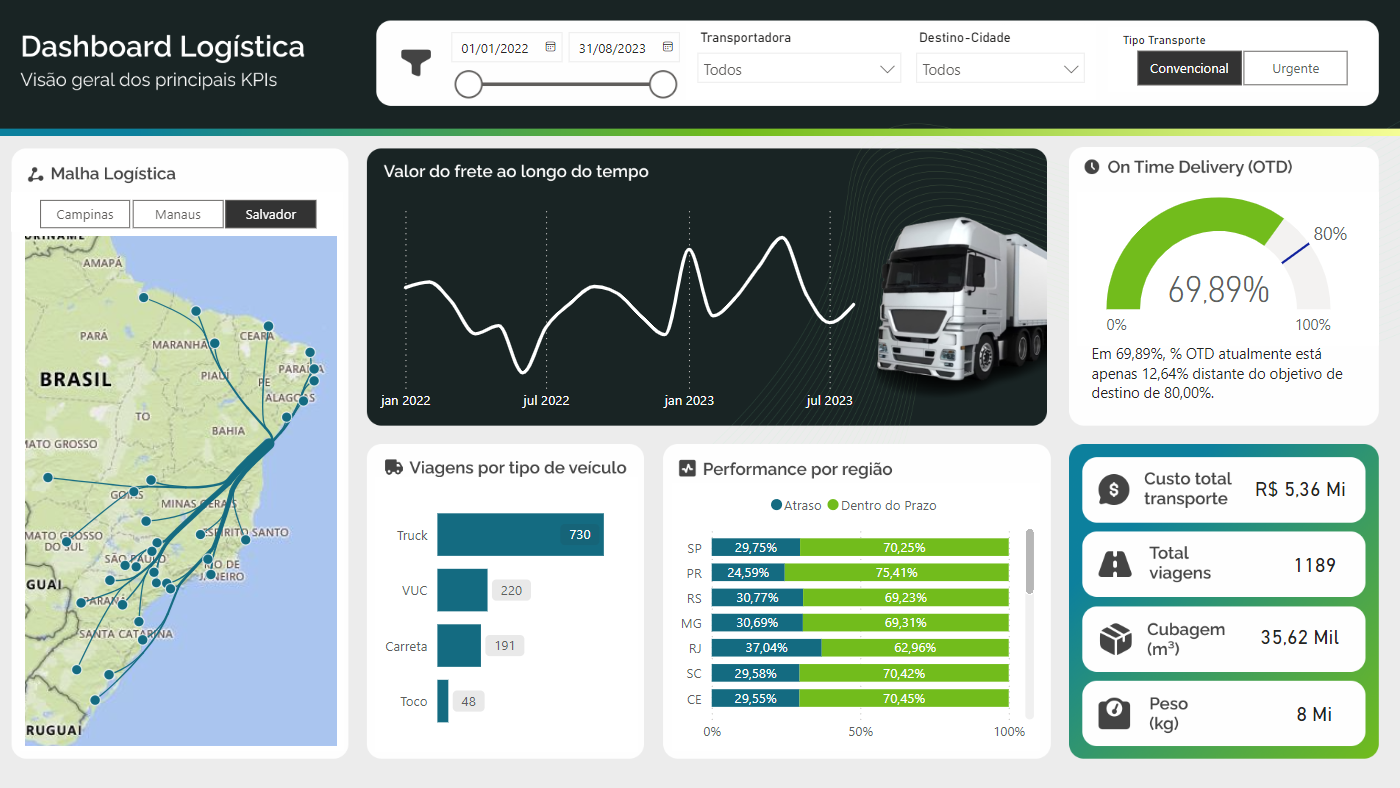 Dashboard Logística
Visão geral dos principais KPIs
01/01/2022
31/08/2023
Transportadora
Todos
Destino-Cidade
Todos
Tipo Transporte
Convencional
Urgente
Malha Logística
Campinas
Manaus
Salvador
AMAPÁ
PARÁ
MARANHÃ
CEARÁ
BRASIL
PIAUÍ
PE
PARAÍBA
ALAGOAS
TO
BAHIA
MATO GROSSO
GOIÁS
MINAS GERAIS
ESPÍRITO SANTO
MATO GROSSO
DO SUL
SÃO PAULO
RIO DE
JANEIRO
GUAI
PARANÁ
SANTA CATARINA
RUGUAI
Valor do frete ao longo do tempo
jan 2022
jul 2022
jan 2023
jul 2023
On Time Delivery (OTD)
80%
69,89%
0%
100%
Em 69,89%, % OTD atualmente está
apenas 12,64% distante do objetivo de
destino de 80,00%.
Viagens por tipo de veículo
Truck
730
VUC
220
Carreta
191
Toco
48
Performance por região
Atraso
Dentro do Prazo
SP 29,75% 70,25%
PR 24,59% 75,41%
RS 30,77% 69,23%
MG 30,69% 69,31%
RJ 37,04% 62,96%
SC 29,58% 70,42%
CE 29,55% 70,45%
0%
50%
100%
Custo total
transporte
R$ 5,36 Mi
Total
viagens
1189
Cubagem
(m³)
35,62 Mil
Peso
(kg)
8 Mi